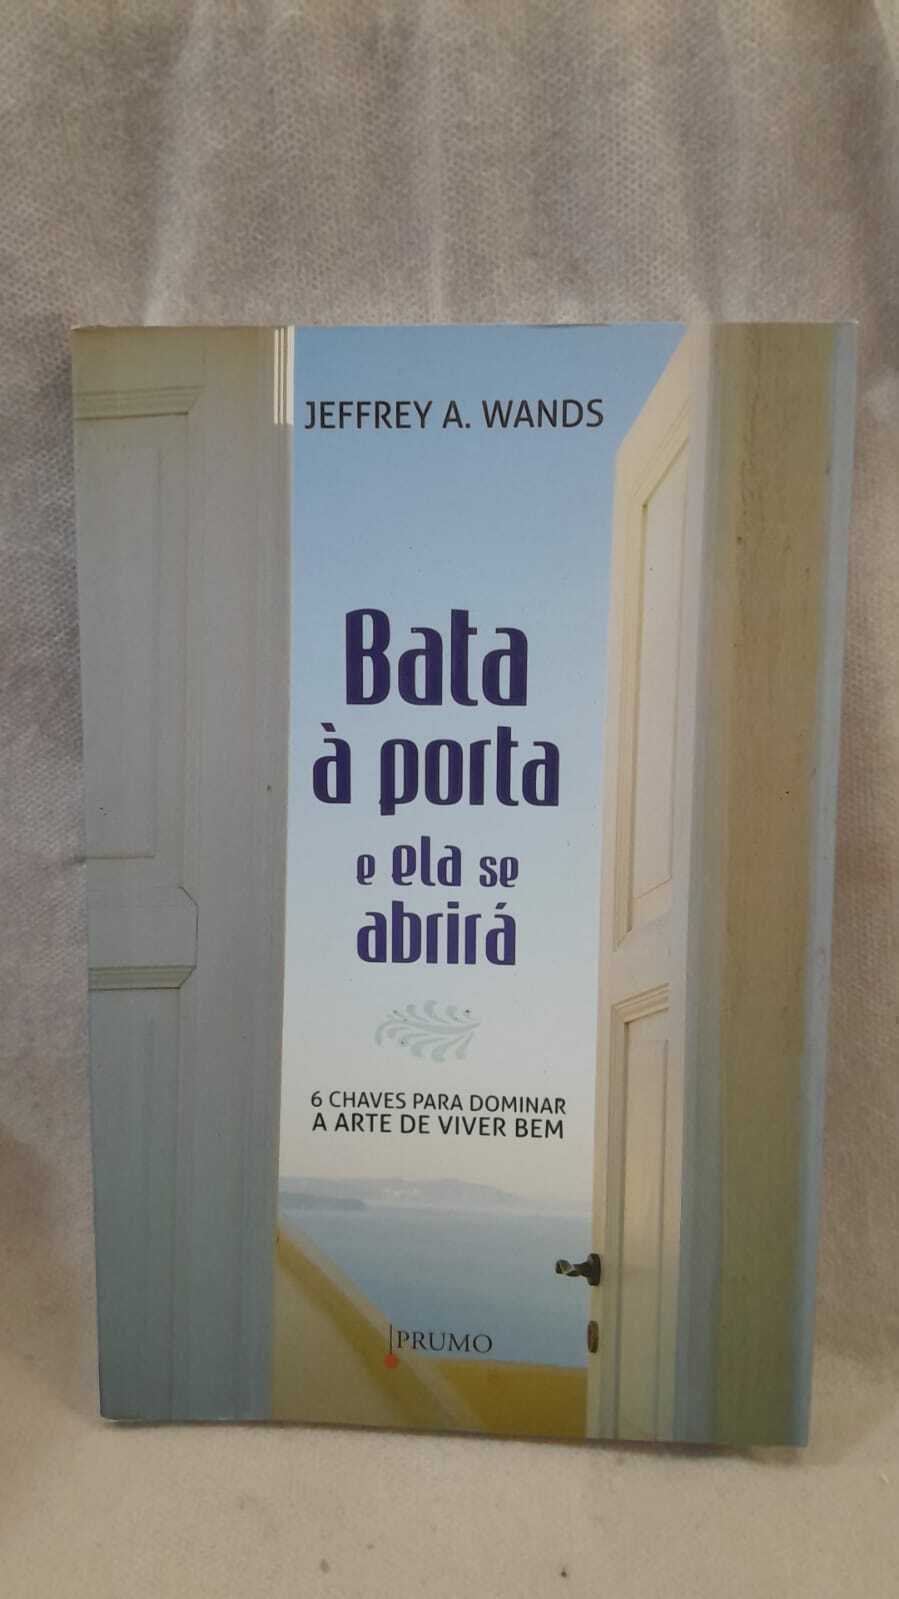 JEFFREY A. WANDS
Bata
à porta
e ela se
abrirá
6 CHAVES PARA DOMINAR
A ARTE DE VIVER BEM
PRUMO